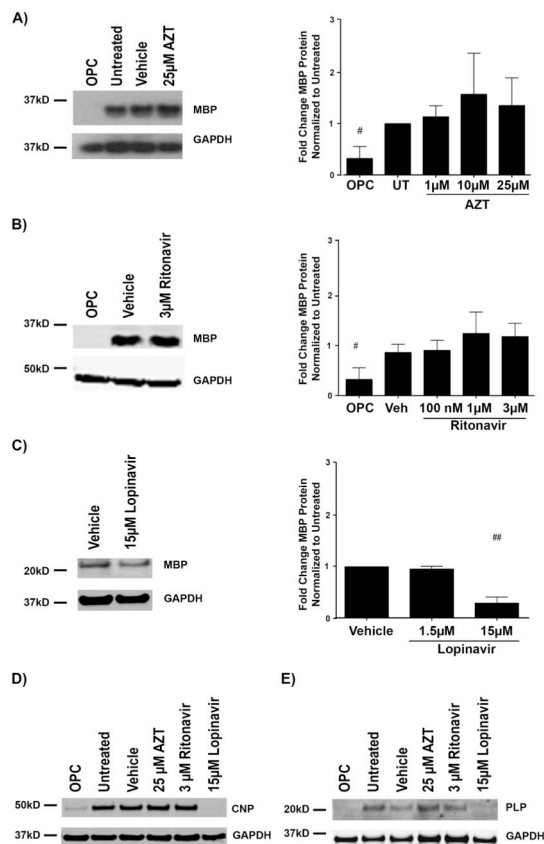 A)
OPC
Untreated
Vehicle
25µM AZT
37kD
MBP
37kD
GAPDH
Fold Change MBP Protein
Normalized to Untreated
3
2
1
0
#
OPC UT 1µM 10µM 25µM
AZT
B)
OPC
Vehicle
3µM Ritonavir
37kD
MBP
50kD
GAPDH
Fold Change MBP Protein
Normalized to Untreated
3
2
1
0
#
OPC Veh 100 nM 1µM 3µM
Ritonavir
C)
Vehicle
15µM Lopinavir
20kD
MBP
37kD
GAPDH
Fold Change MBP Protein
Normalized to Untreated
3
2
1
0
##
Vehicle 1.5µM 15µM
Lopinavir
D)
OPC
Untreated
Vehicle
25 µM AZT
3 µM Ritonavir
15µM Lopinavir
50kD
CNP
37kD
GAPDH
E)
OPC
Untreated
Vehicle
25 µM AZT
3 µM Ritonavir
15µM Lopinavir
20kD
PLP
37kD
GAPDH